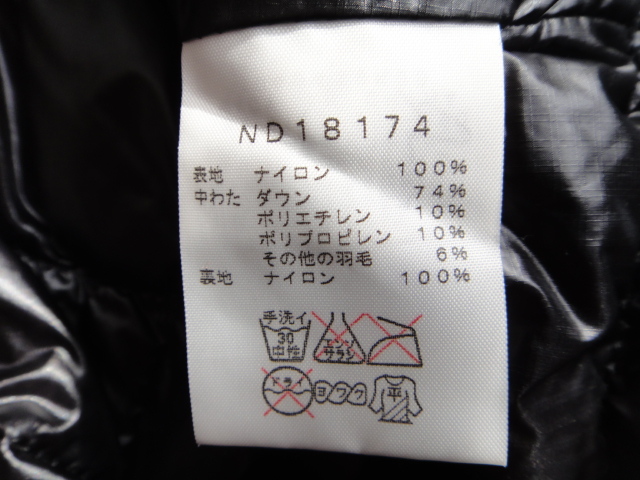 ND18174
表地 ナイロン 100%
中わた ダウン 74%
ポリエチレン 10%
ポリプロピレン 10%
その他の羽毛 6%
裏地 ナイロン 100%
手洗イ
30
中性
エンソ
サラシ
ドライ
ヨワク
平